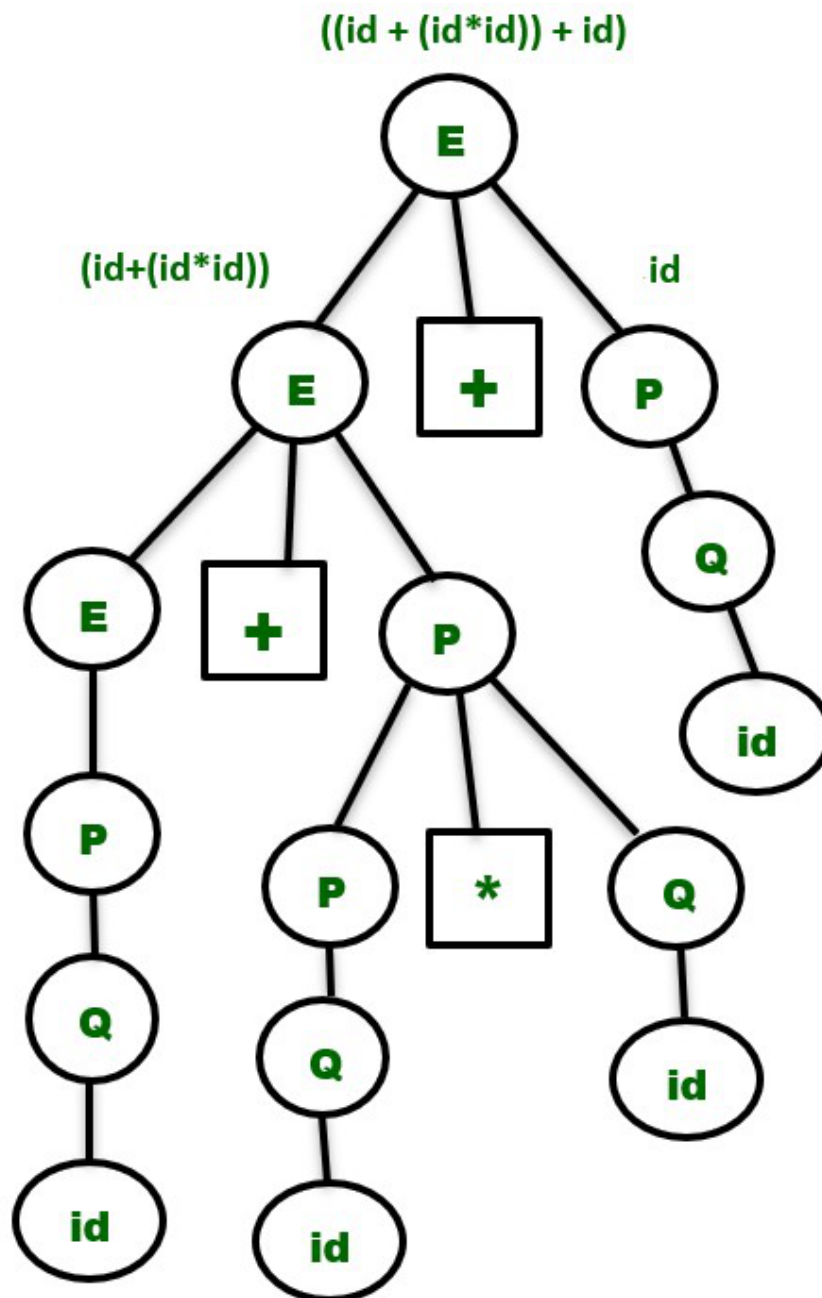 ((id + (id*id)) + id)
E
(id+(id*id))
id
E
+
P
Q
E
+
P
id
P
P
*
Q
Q
Q
id
id
id